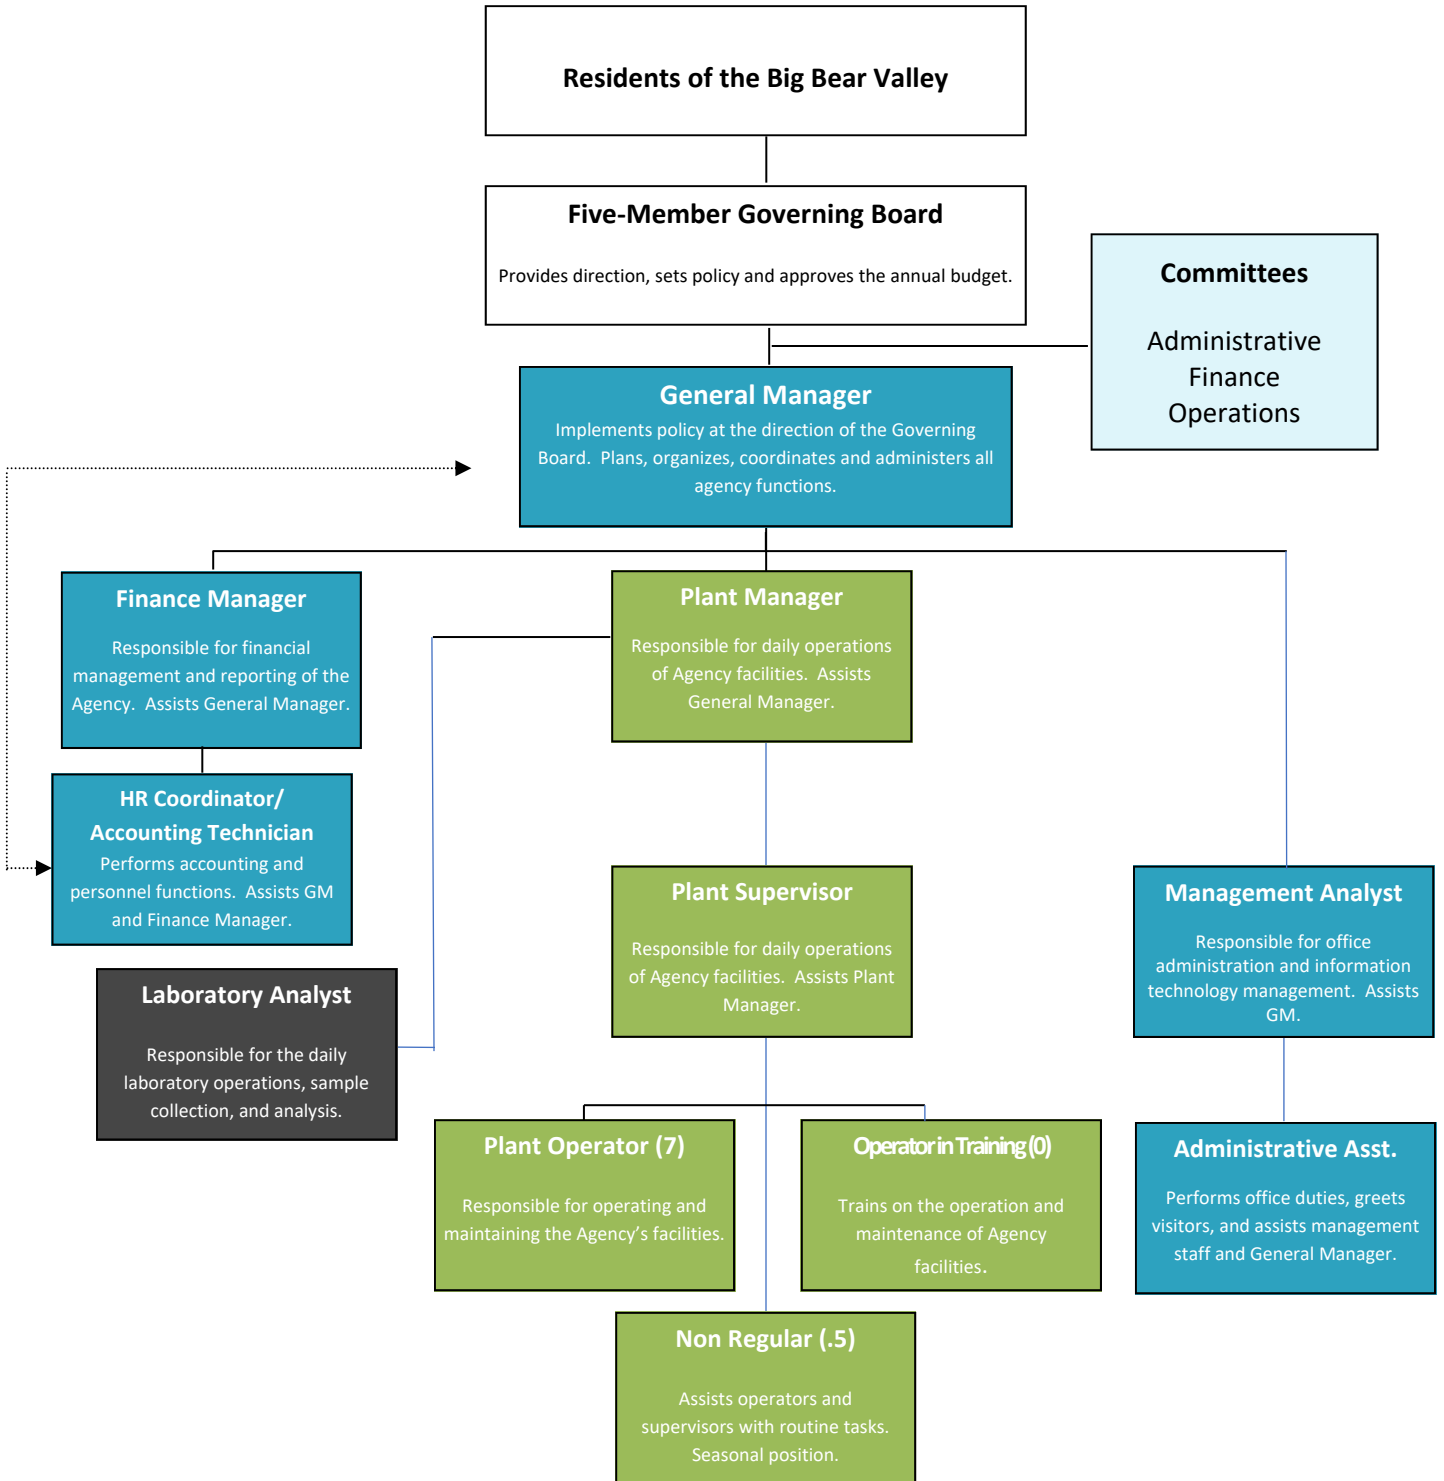 Residents of the Big Bear Valley
Five-Member Governing Board
Provides direction, sets policy and approves the annual budget.
Committees
Administrative
Finance
Operations
General Manager
Implements policy at the direction of the Governing
Board. Plans, organizes, coordinates and administers all
agency functions.
Finance Manager
Responsible for financial
management and reporting of the
Agency. Assists General Manager.
Plant Manager
Responsible for daily operations
of Agency facilities. Assists
General Manager.
HR Coordinator/
Accounting Technician
Performs accounting and
personnel functions. Assists GM
and Finance Manager.
Plant Supervisor
Responsible for daily operations
of Agency facilities. Assists Plant
Manager.
Management Analyst
Responsible for office
administration and information
technology management. Assists
GM.
Laboratory Analyst
Responsible for the daily
laboratory operations, sample
collection, and analysis.
Plant Operator (7)
Responsible for operating and
maintaining the Agency’s facilities.
Operator in Training (0)
Trains on the operation and
maintenance of Agency
facilities.
Administrative Asst.
Performs office duties, greets
visitors, and assists management
staff and General Manager.
Non Regular (.5)
Assists operators and
supervisors with routine tasks.
Seasonal position.